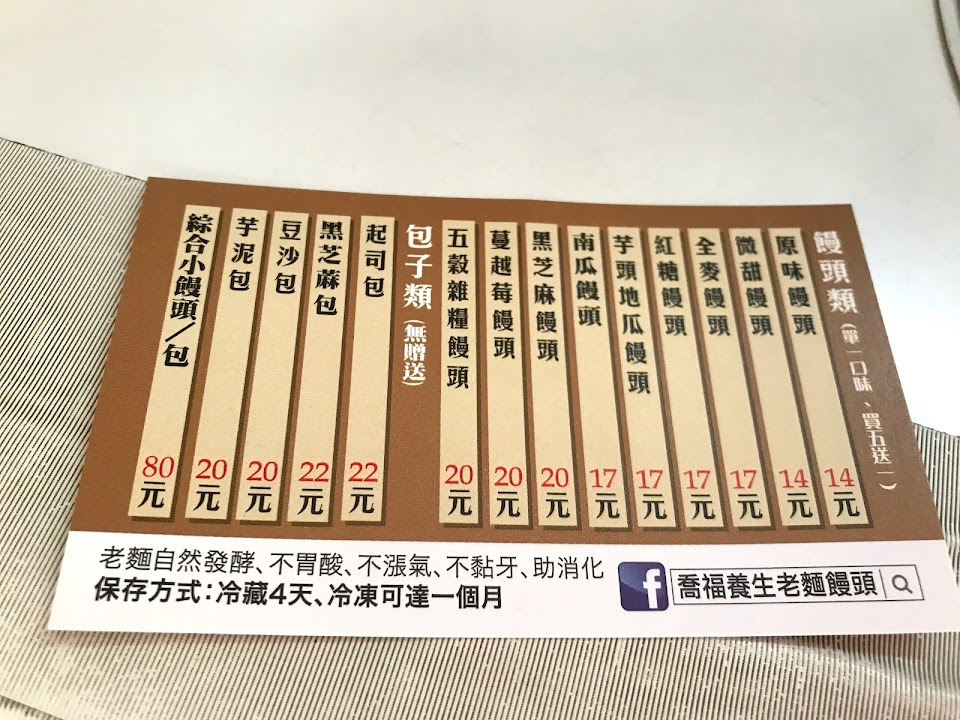 饅頭類(單一口味、買五送一)
原味饅頭 14元
微甜饅頭 14元
全麥饅頭 17元
紅糖饅頭 17元
芋頭地瓜饅頭 17元
南瓜饅頭 17元
黑芝麻饅頭 20元
蔓越莓饅頭 20元
五穀雜糧饅頭 20元
包子類(無贈送)
起司包 22元
黑芝蔴包 22元
豆沙包 20元
芋泥包 20元
綜合小饅頭/包 80元
老麵自然發酵、不胃酸、不漲氣、不黏牙、助消化
保存方式:冷藏4天、冷凍可達一個月
f 喬福養生老麵饅頭